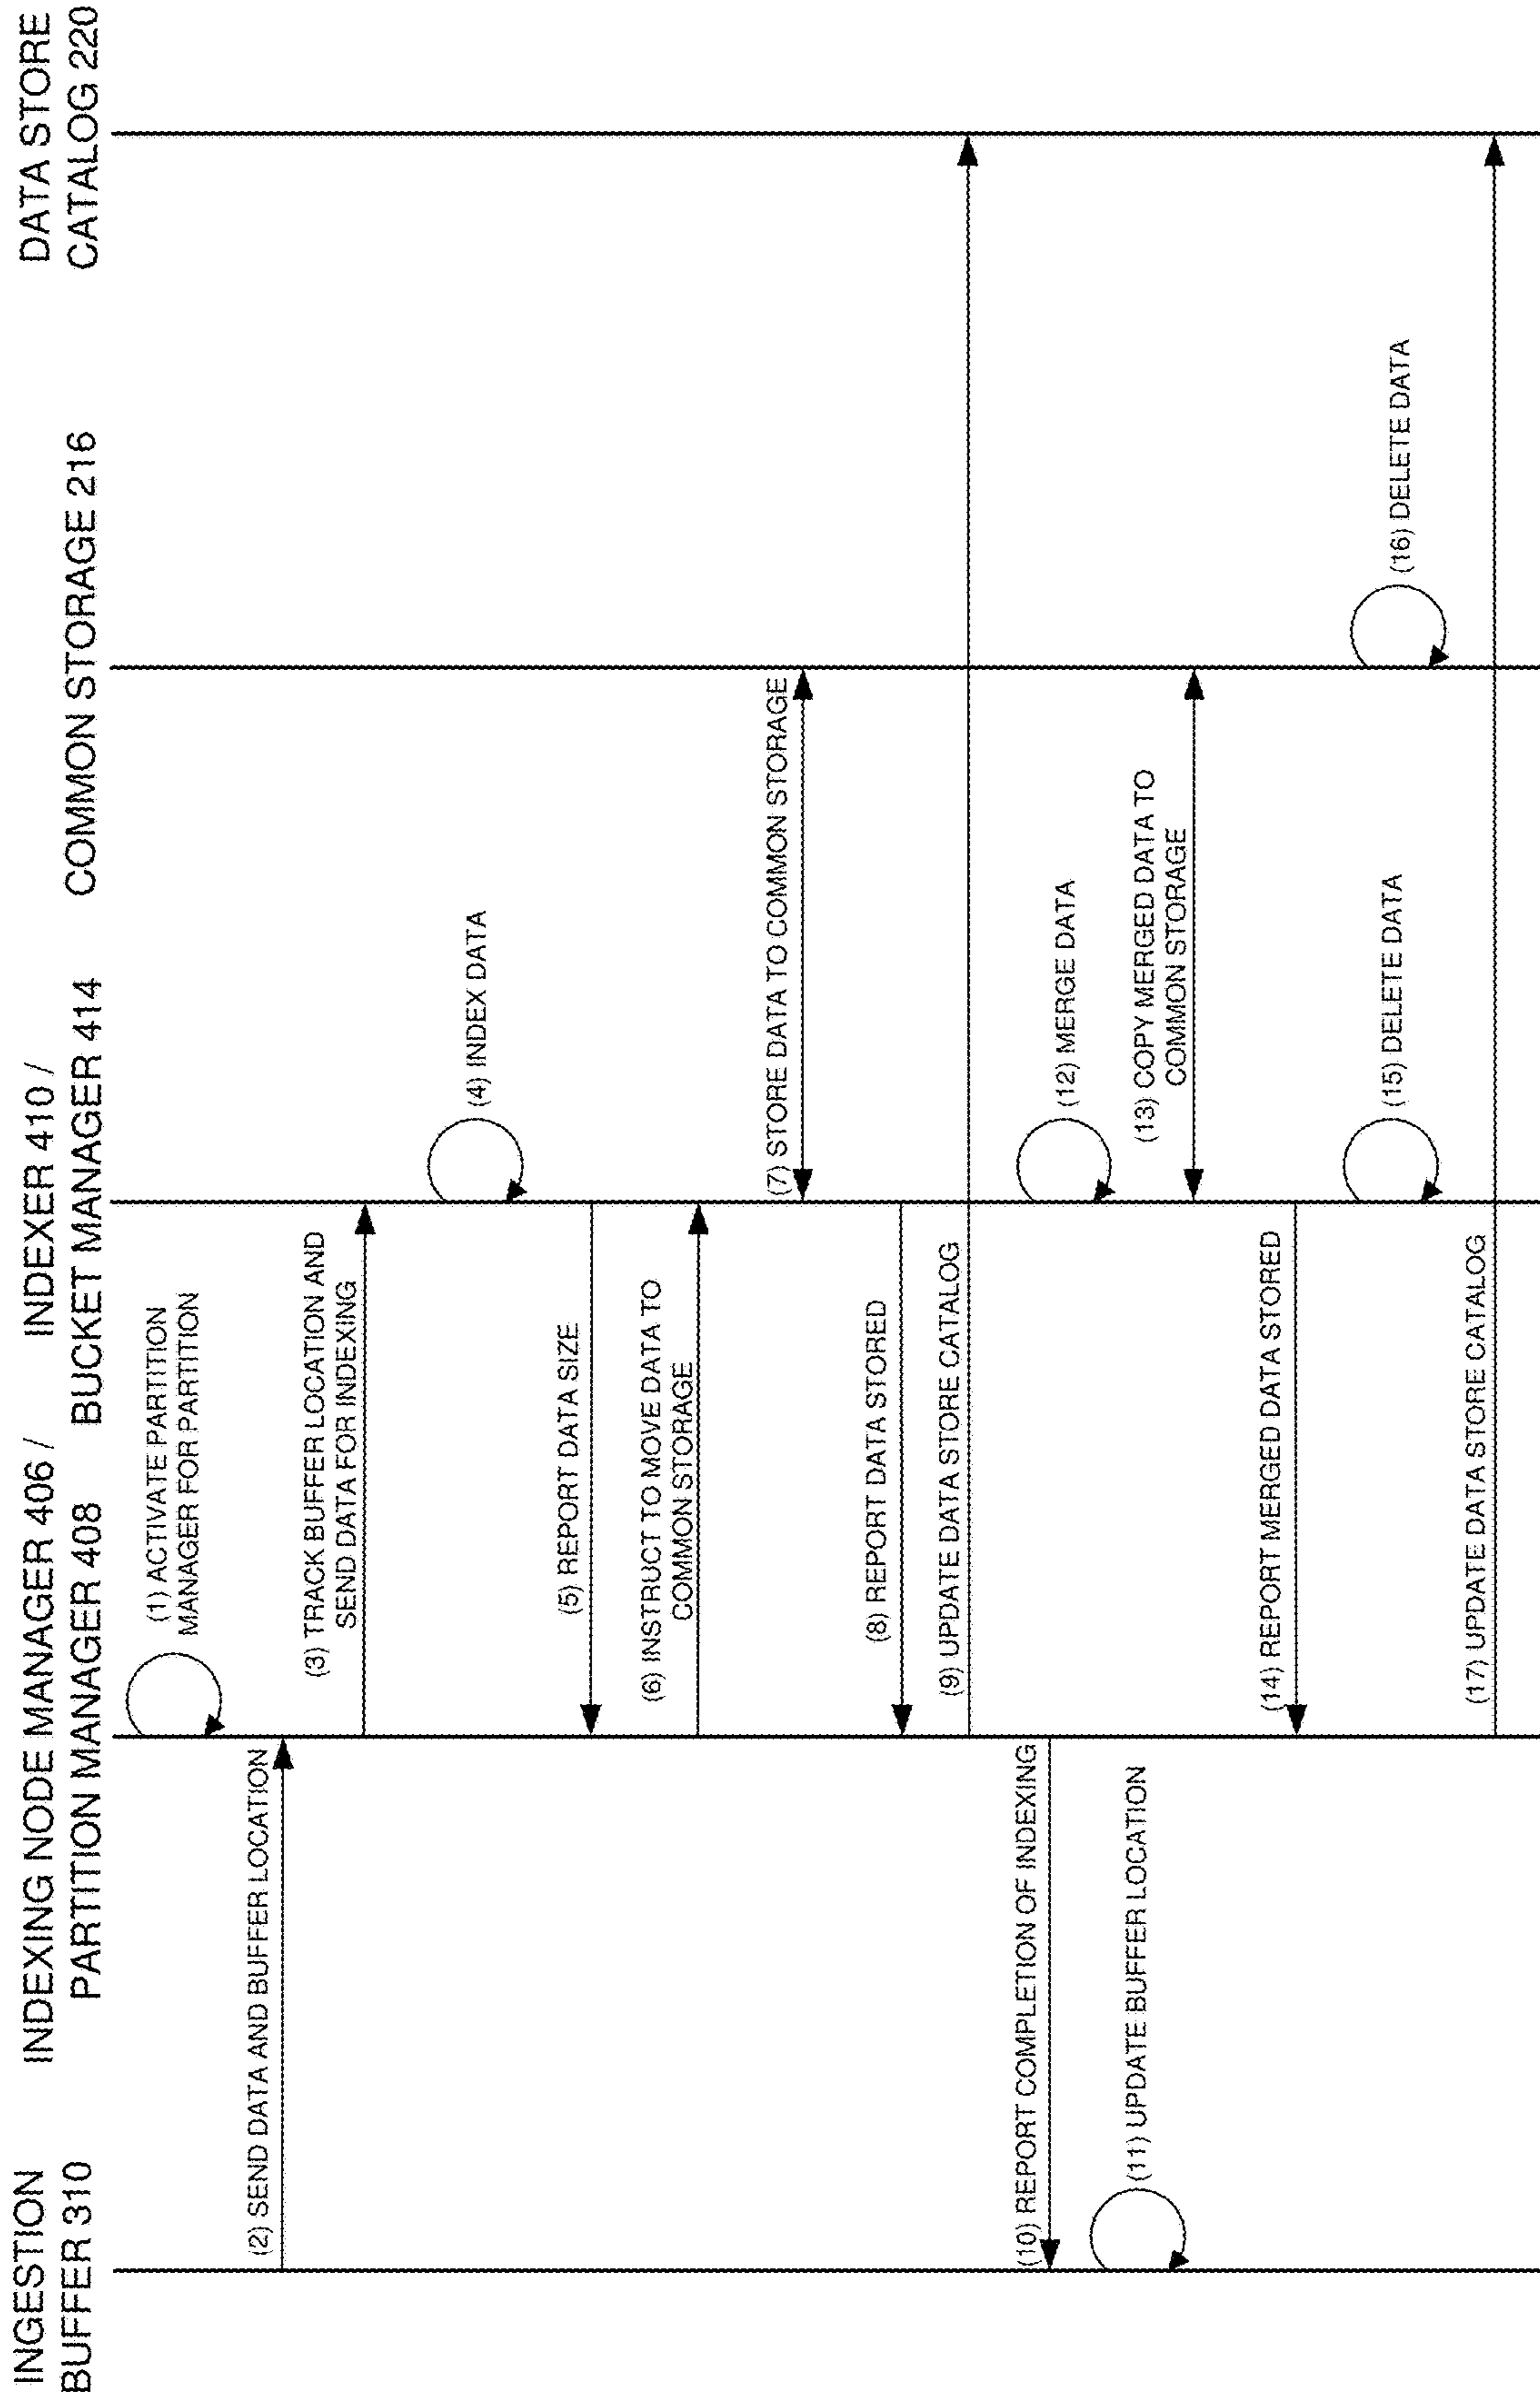 INGESTION
BUFFER 310
INDEXING NODE MANAGER 406 /
PARTITION MANAGER 408
INDEXER 410 /
BUCKET MANAGER 414
COMMON STORAGE 216
DATA STORE
CATALOG 220
(1) ACTIVATE PARTITION
MANAGER FOR PARTITION
(2) SEND DATA AND BUFFER LOCATION
(3) TRACK BUFFER LOCATION AND
SEND DATA FOR INDEXING
(4) INDEX DATA
(5) REPORT DATA SIZE
(6) INSTRUCT TO MOVE DATA TO
COMMON STORAGE
(7) STORE DATA TO COMMON STORAGE
(8) REPORT DATA STORED
(9) UPDATE DATA STORE CATALOG
(10) REPORT COMPLETION OF INDEXING
(11) UPDATE BUFFER LOCATION
(12) MERGE DATA
(13) COPY MERGED DATA TO
COMMON STORAGE
(14) REPORT MERGED DATA STORED
(15) DELETE DATA
(16) DELETE DATA
(17) UPDATE DATA STORE CATALOG